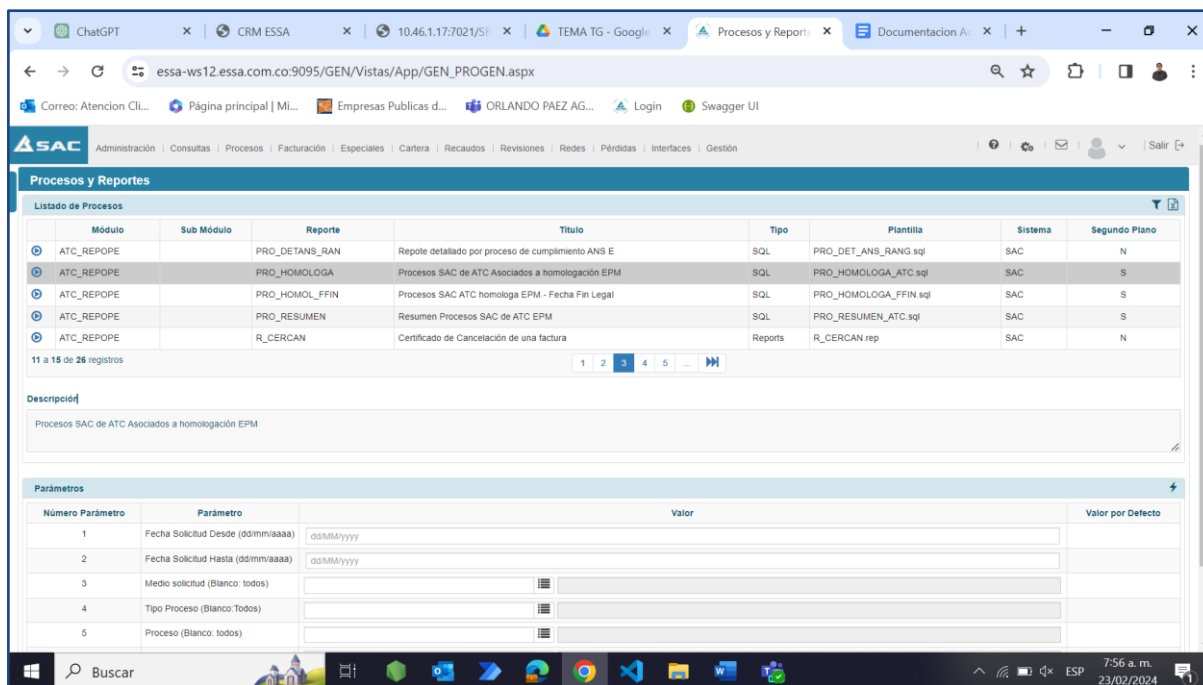 ChatGPT CRM ESSA 10.46.1.17:7021/SF TEMA TG - Google Procesos y Report Documentacion A
essa-ws12.essa.com.co:9095/GEN/Vistas/App/GEN_PROGEN.aspx
Correo: Atencion Cli... Página principal | Mi... Empresas Publicas d... ORLANDO PAEZ AG... Login Swagger UI
SAC Administración | Consultas | Procesos | Facturación | Especiales | Cartera | Recaudos | Revisiones | Redes | Pérdidas | Interfaces | Gestión Salir
Procesos y Reportes
Listado de Procesos
Módulo Sub Módulo Reporte Título Tipo Plantilla Sistema Segundo Plano
ATC_REPOPE PRO_DETANS_RAN Repote detallado por proceso de cumplimiento ANS E SQL PRO_DET_ANS_RANG.sql SAC N
ATC_REPOPE PRO_HOMOLOGA Procesos SAC de ATC Asociados a homologación EPM SQL PRO_HOMOLOGA_ATC.sql SAC S
ATC_REPOPE PRO_HOMOL_FFIN Procesos SAC ATC homologa EPM - Fecha Fin Legal SQL PRO_HOMOLOGA_FFIN.sql SAC S
ATC_REPOPE PRO_RESUMEN Resumen Procesos SAC de ATC EPM SQL PRO_RESUMEN_ATC.sql SAC S
ATC_REPOPE R_CERCAN Certificado de Cancelación de una factura Reports R_CERCAN.rep SAC N
11 a 15 de 26 registros 1 2 3 4 5 ...
Descripción
Procesos SAC de ATC Asociados a homologación EPM
Parámetros
Número Parámetro Parámetro Valor Valor por Defecto
1 Fecha Solicitud Desde (dd/mm/aaaa) dd/MM/yyyy
2 Fecha Solicitud Hasta (dd/mm/aaaa) dd/MM/yyyy
3 Medio solicitud (Blanco: todos)
4 Tipo Proceso (Blanco:Todos)
5 Proceso (Blanco: todos)
Buscar ESP 7:56 a. m.
23/02/2024